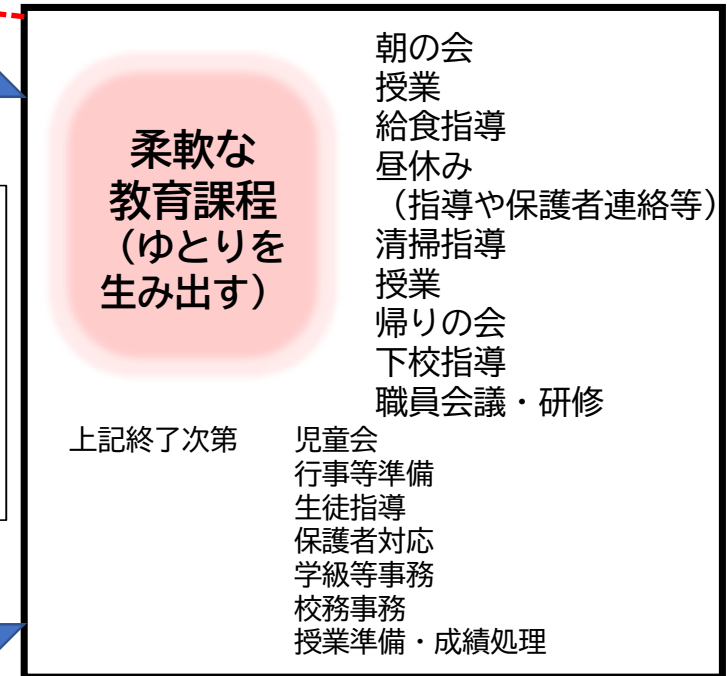 柔軟な
教育課程
（ゆとりを
生み出す）
朝の会
授業
給食指導
昼休み
（指導や保護者連絡等）
清掃指導
授業
帰りの会
下校指導
職員会議・研修
上記終了次第　児童会
行事等準備
生徒指導
保護者対応
学級等事務
校務事務
授業準備・成績処理